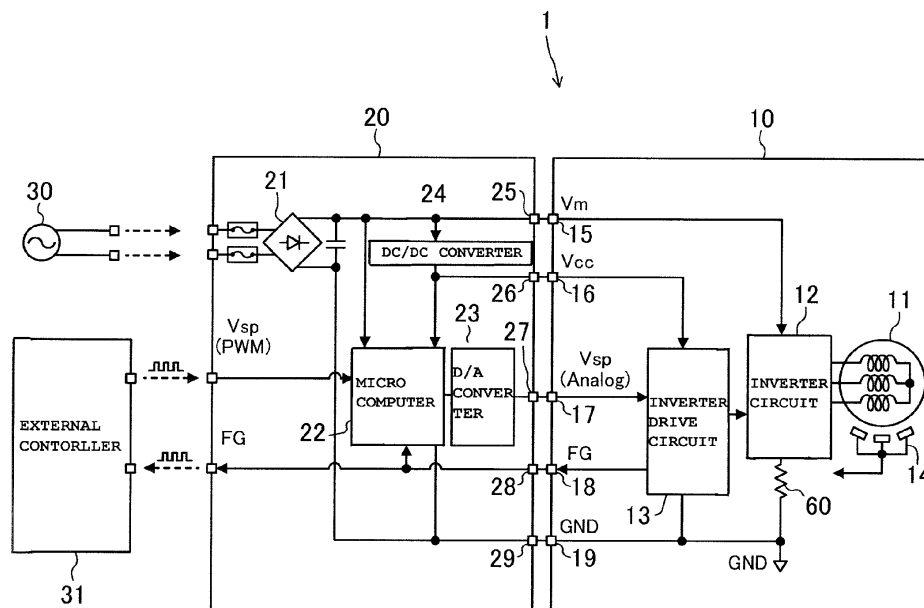 1
20
10
30
21
24
25
Vm
15
DC/DC CONVERTER
Vcc
26
16
12
11
Vsp
(PWM)
23
27
Vsp
(Analog)
17
MICRO
COMPUTER
D/A
CONVER
TER
INVERTER
DRIVE
CIRCUIT
INVERTER
CIRCUIT
EXTERNAL
CONTORLLER
22
FG
FG
28
18
13
60
14
GND
29
19
GND
31